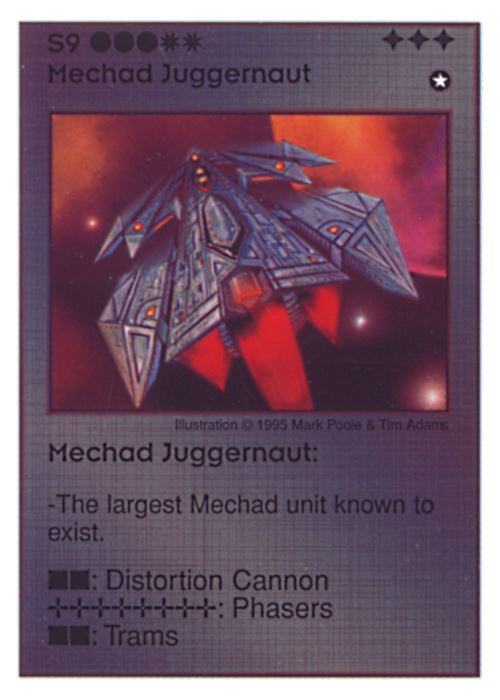 S9
Mechad Juggernaut
Illustration © 1995 Mark Poole & Tim Adams
Mechad Juggernaut:
-The largest Mechad unit known to
exist.
: Distortion Cannon
: Phasers
: Trams